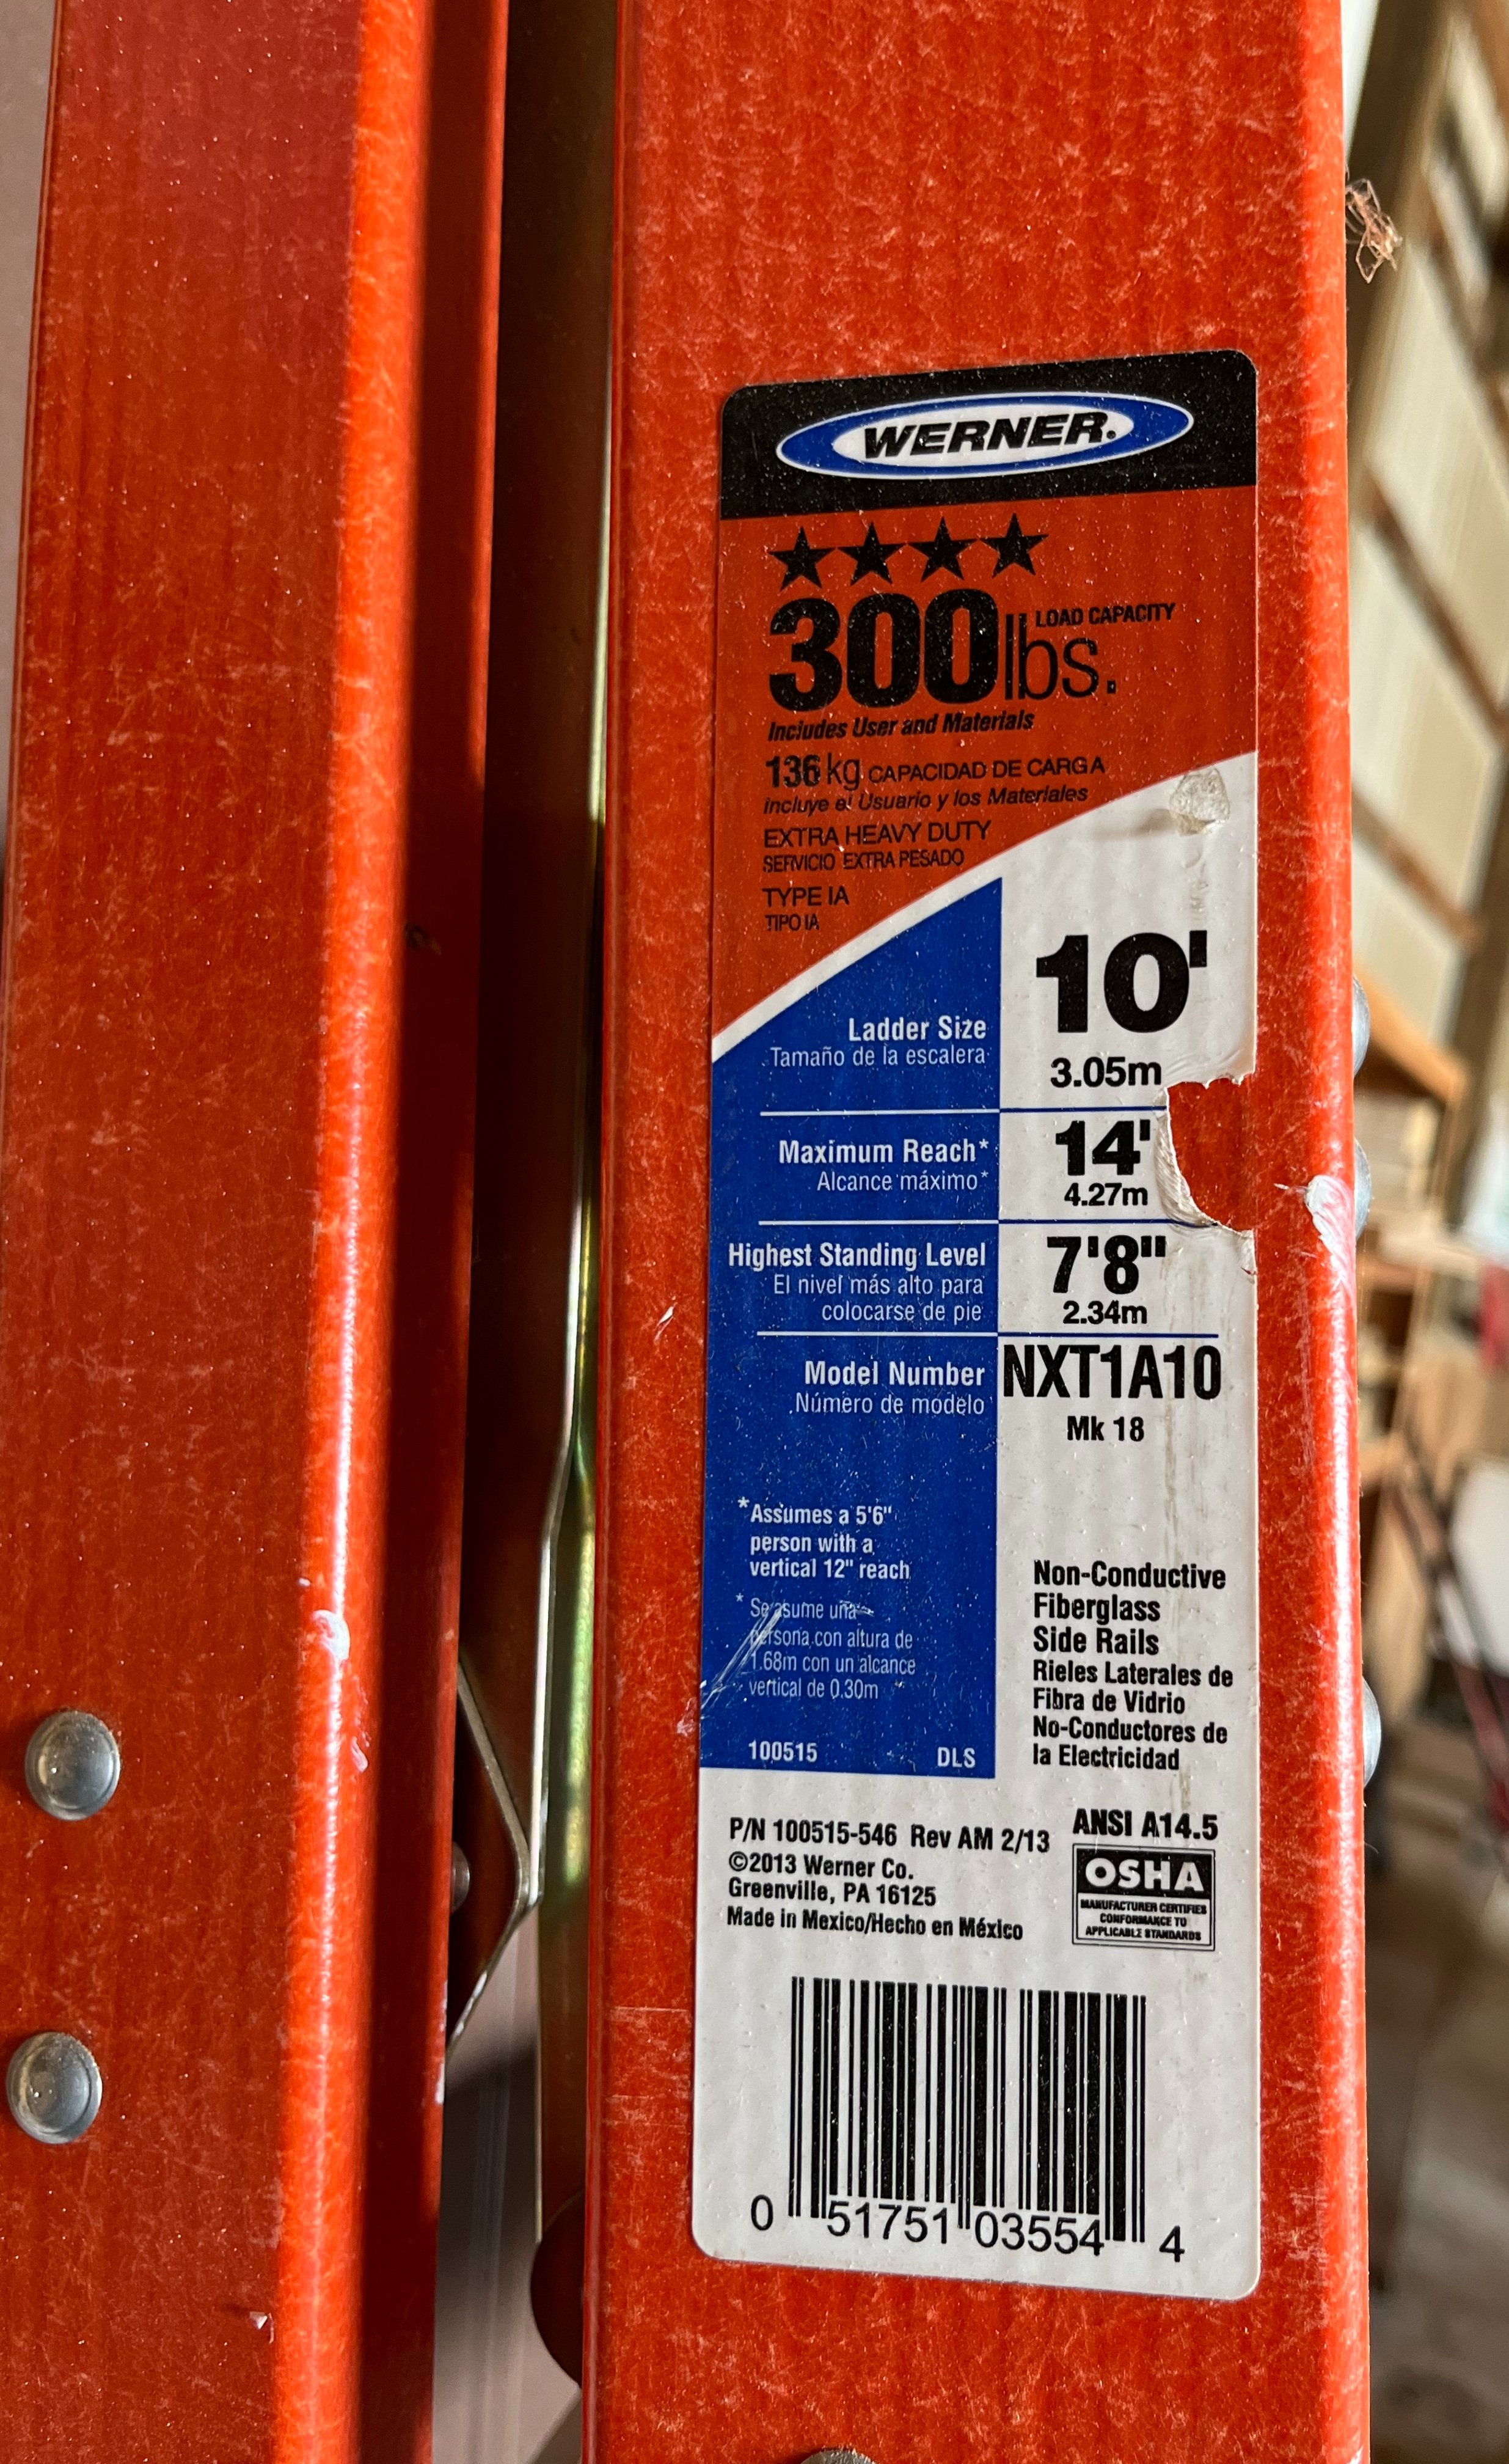 WERNER.
300 lbs. LOAD CAPACITY
Includes User and Materials
136 kg CAPACIDAD DE CARGA
incluye el Usuario y los Materiales
EXTRA HEAVY DUTY
SERVICIO EXTRA PESADO
TYPE IA
TIPO IA
Ladder Size 10'
Tamaño de la escalera 3.05m
Maximum Reach* 14'
Alcance máximo* 4.27m
Highest Standing Level 7'8"
El nivel más alto para
colocarse de pie 2.34m
Model Number NXT1A10
Número de modelo Mk 18
*Assumes a 5'6"
person with a
vertical 12" reach
* Se asume una
persona con altura de
1.68m con un alcance
vertical de 0.30m
100515 DLS
Non-Conductive
Fiberglass
Side Rails
Rieles Laterales de
Fibra de Vidrio
No-Conductores de
la Electricidad
P/N 100515-546 Rev AM 2/13
©2013 Werner Co.
Greenville, PA 16125
Made in Mexico/Hecho en México
ANSI A14.5
OSHA
MANUFACTURER CERTIFIES
CONFORMANCE TO
APPLICABLE STANDARDS
0 51751 03554 4